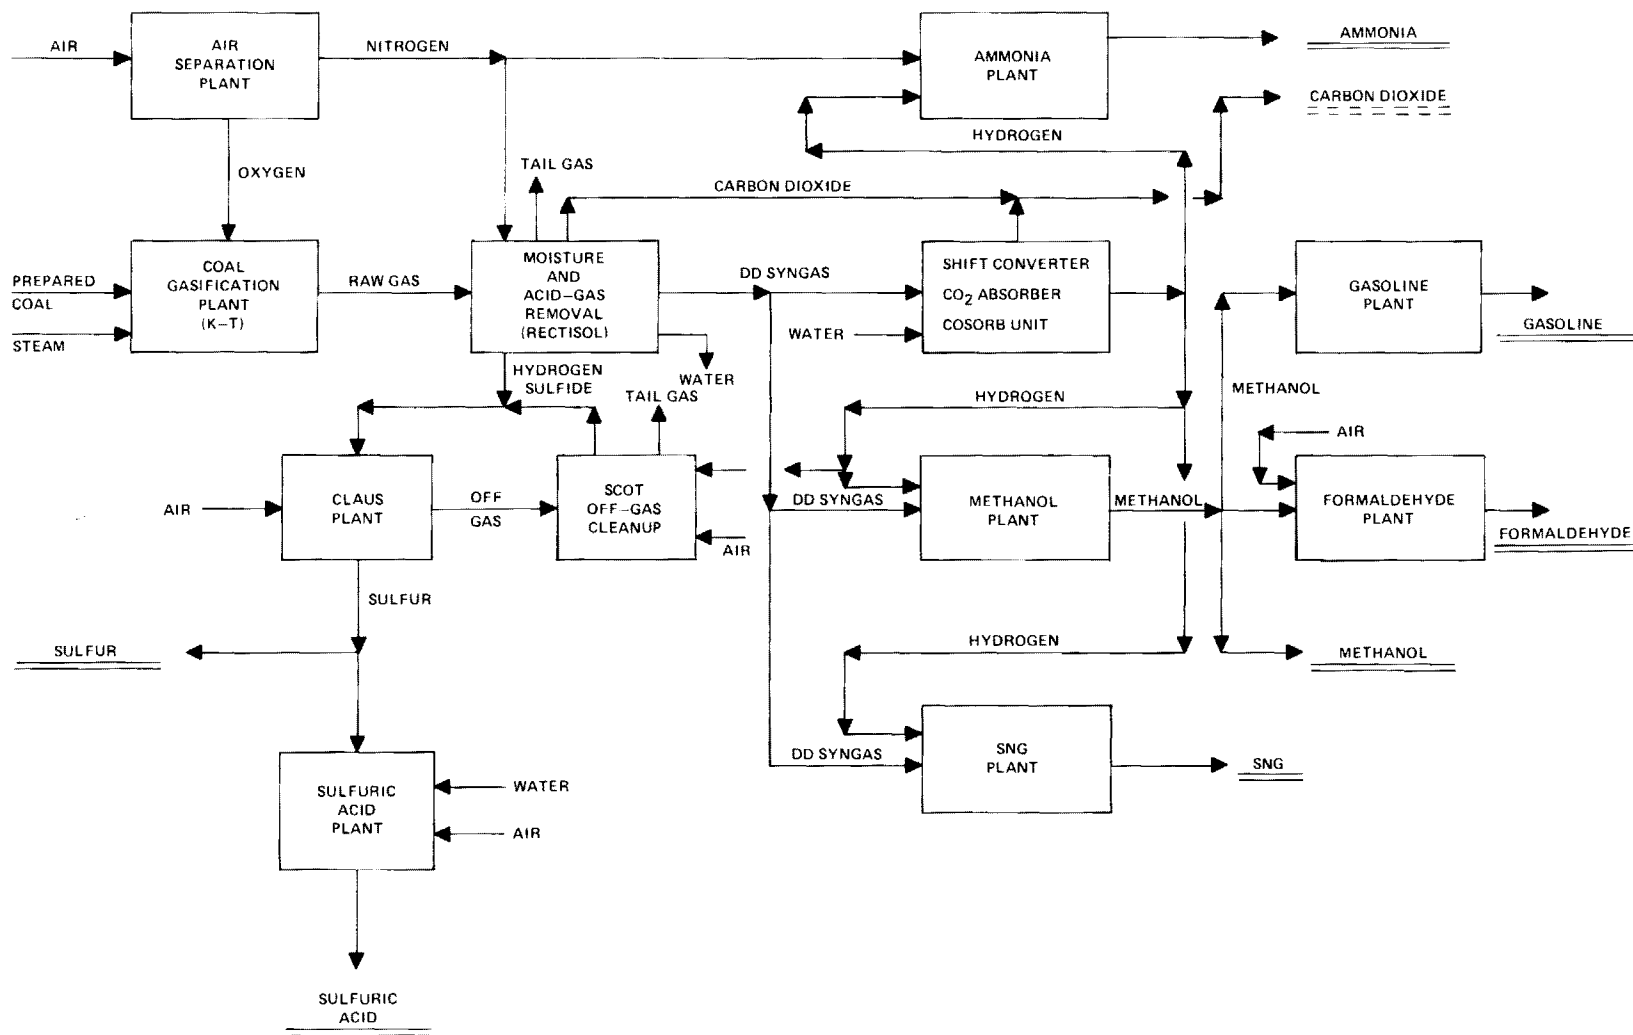 AIR
AIR
SEPARATION
PLANT
NITROGEN
AMMONIA
PLANT
AMMONIA
CARBON DIOXIDE
HYDROGEN
OXYGEN
TAIL GAS
CARBON DIOXIDE
PREPARED
COAL
STEAM
COAL
GASIFICATION
PLANT
(K-T)
RAW GAS
MOISTURE
AND
ACID-GAS
REMOVAL
(RECTISOL)
DD SYNGAS
WATER
SHIFT CONVERTER
CO2 ABSORBER
COSORB UNIT
GASOLINE
PLANT
GASOLINE
HYDROGEN
SULFIDE
WATER
TAIL GAS
HYDROGEN
METHANOL
AIR
AIR
CLAUS
PLANT
OFF
GAS
SCOT
OFF-GAS
CLEANUP
AIR
DD SYNGAS
METHANOL
PLANT
METHANOL
FORMALDEHYDE
PLANT
FORMALDEHYDE
SULFUR
SULFUR
HYDROGEN
METHANOL
DD SYNGAS
SNG
PLANT
SNG
SULFURIC
ACID
PLANT
WATER
AIR
SULFURIC
ACID